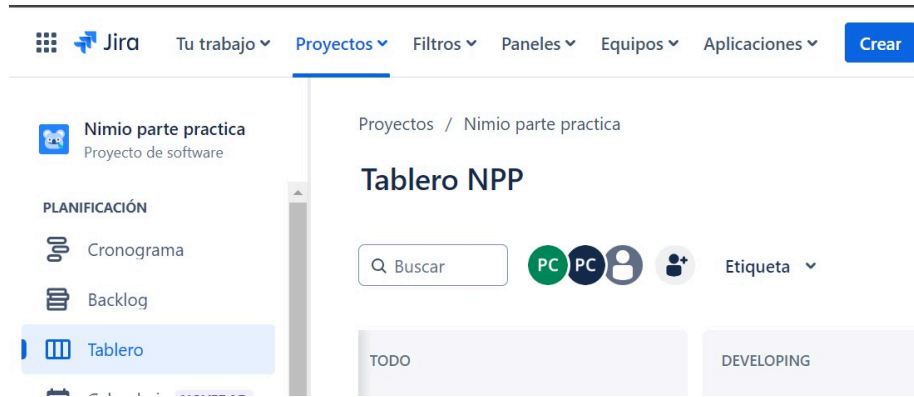 Jira Tu trabajo Proyectos Filtros Paneles Equipos Aplicaciones Crear
Nimio parte practica
Proyecto de software
PLANIFICACIÓN
Cronograma
Backlog
Tablero
Proyectos / Nimio parte practica
Tablero NPP
Buscar PC PC Etiqueta
TODO DEVELOPING